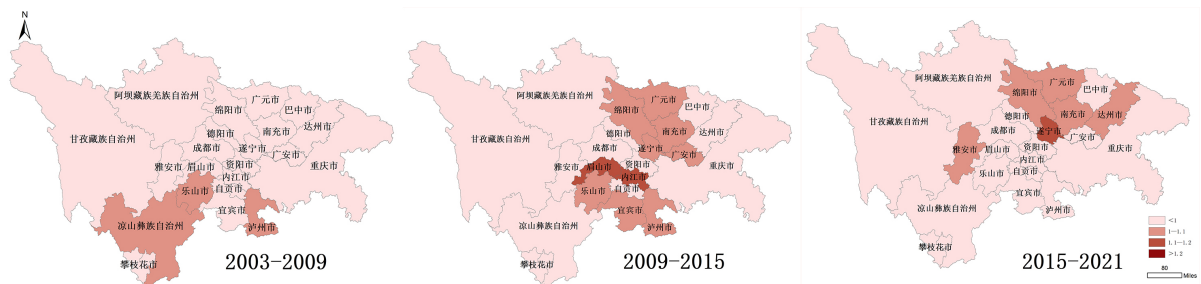 N
阿坝藏族羌族自治州
广元市
绵阳市
巴中市
甘孜藏族自治州
德阳市
南充市
达州市
成都市
遂宁市
广安市
雅安市
眉山市
资阳市
重庆市
内江市
乐山市
自贡市
宜宾市
泸州市
凉山彝族自治州
攀枝花市
2003-2009
阿坝藏族羌族自治州
广元市
绵阳市
巴中市
甘孜藏族自治州
德阳市
南充市
达州市
成都市
遂宁市
广安市
雅安市
眉山市
资阳市
重庆市
内江市
乐山市
自贡市
宜宾市
泸州市
凉山彝族自治州
攀枝花市
2009-2015
阿坝藏族羌族自治州
广元市
绵阳市
巴中市
甘孜藏族自治州
德阳市
南充市
达州市
成都市
遂宁市
广安市
雅安市
眉山市
资阳市
重庆市
内江市
乐山市
自贡市
宜宾市
泸州市
凉山彝族自治州
攀枝花市
2015-2021
<1
1—1.1
1.1—1.2
>1.2
80
Miles